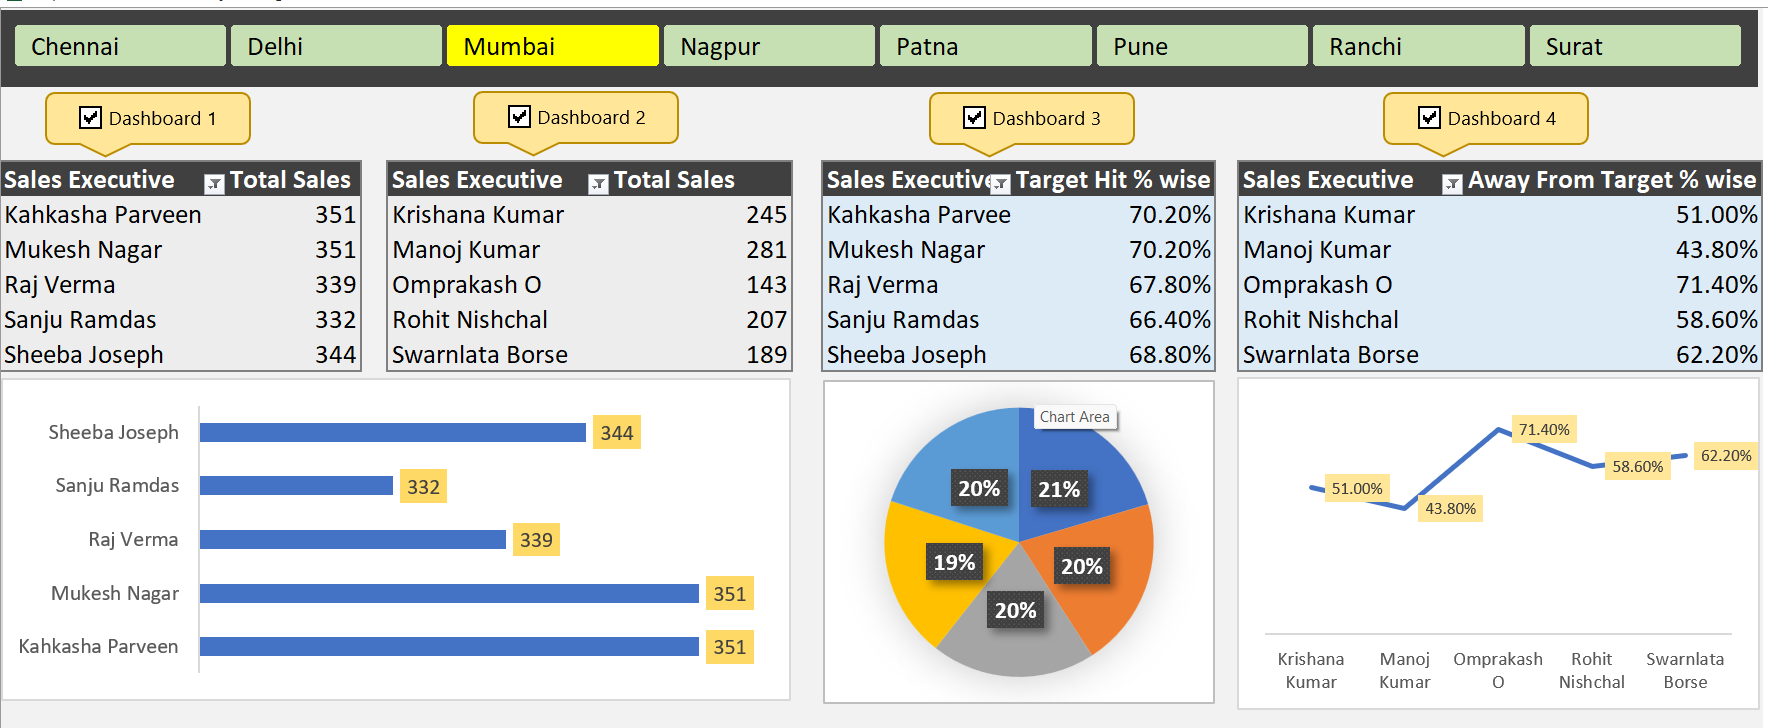 Chennai Delhi Mumbai Nagpur Patna Pune Ranchi Surat
Dashboard 1 Dashboard 2 Dashboard 3 Dashboard 4
Sales Executive Total Sales
Kahkasha Parveen 351
Mukesh Nagar 351
Raj Verma 339
Sanju Ramdas 332
Sheeba Joseph 344
Sales Executive Total Sales
Krishana Kumar 245
Manoj Kumar 281
Omprakash O 143
Rohit Nishchal 207
Swarnlata Borse 189
Sales Executive Target Hit % wise
Kahkasha Parvee 70.20%
Mukesh Nagar 70.20%
Raj Verma 67.80%
Sanju Ramdas 66.40%
Sheeba Joseph 68.80%
Sales Executive Away From Target % wise
Krishana Kumar 51.00%
Manoj Kumar 43.80%
Omprakash O 71.40%
Rohit Nishchal 58.60%
Swarnlata Borse 62.20%
Sheeba Joseph 344
Sanju Ramdas 332
Raj Verma 339
Mukesh Nagar 351
Kahkasha Parveen 351
Chart Area
20% 21%
19% 20%
20%
71.40%
62.20%
58.60%
51.00%
43.80%
Krishana Manoj Omprakash Rohit Swarnlata
Kumar Kumar O Nishchal Borse